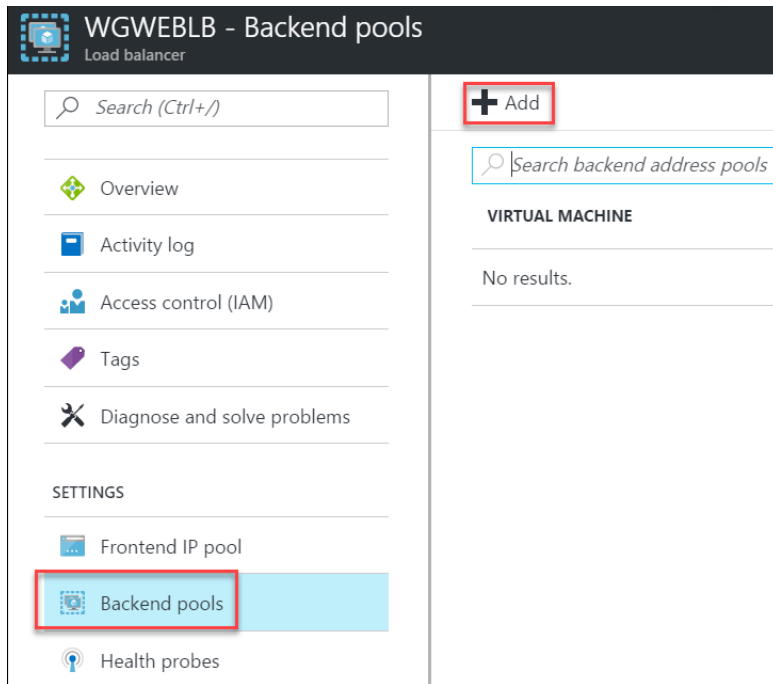 WGWEBLB - Backend pools
Load balancer
Search (Ctrl+/)
Overview
Activity log
Access control (IAM)
Tags
Diagnose and solve problems
SETTINGS
Frontend IP pool
Backend pools
Health probes
Add
Search backend address pools
VIRTUAL MACHINE
No results.